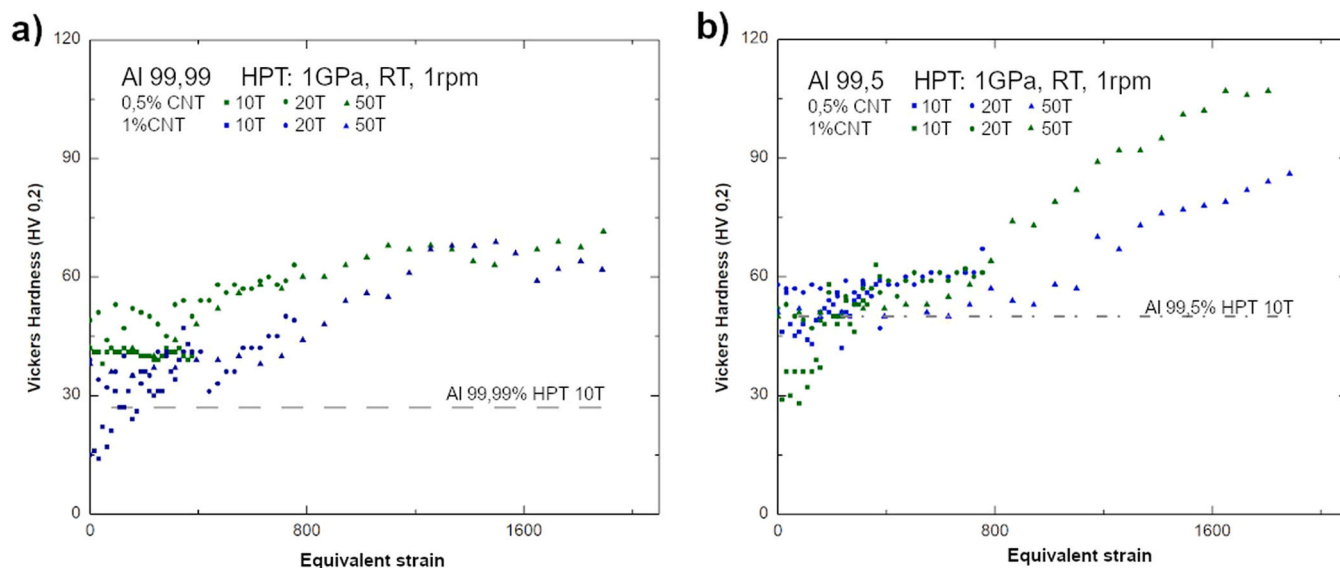 a)
120
90
60
30
0
Vickers Hardness (HV 0,2)
Al 99,99 HPT: 1GPa, RT, 1rpm
0,5% CNT 10T 20T 50T
1%CNT 10T 20T 50T
Al 99,99% HPT 10T
0 800 1600
Equivalent strain
b)
120
90
60
30
0
Vickers Hardness (HV 0,2)
Al 99,5 HPT: 1GPa, RT, 1rpm
0,5% CNT 10T 20T 50T
1%CNT 10T 20T 50T
Al 99,5% HPT 10T
0 800 1600
Equivalent strain